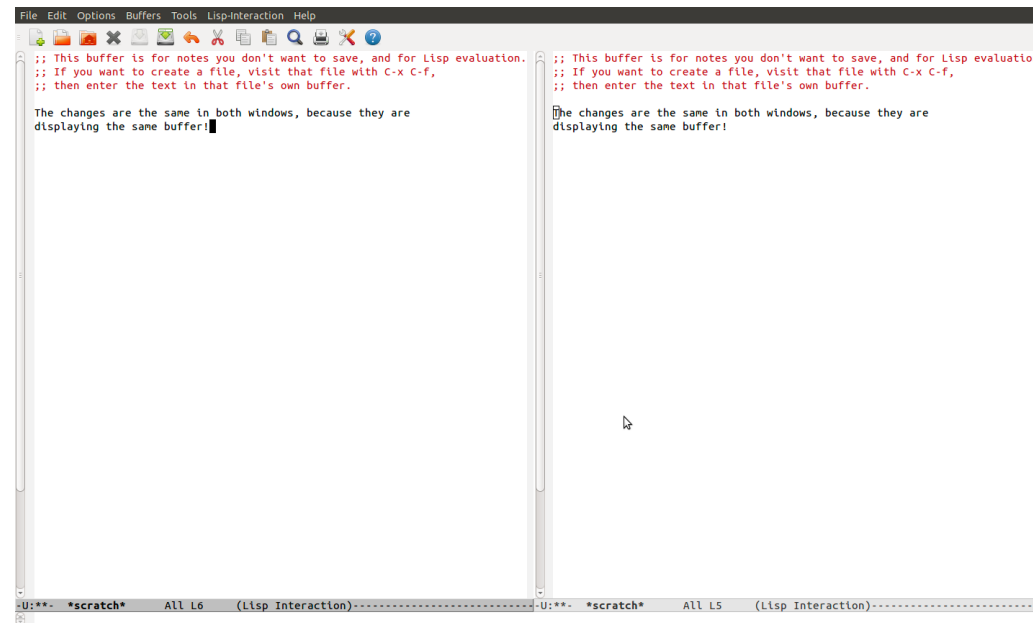 File Edit Options Buffers Tools Lisp-Interaction Help
;; This buffer is for notes you don't want to save, and for Lisp evaluation.
;; If you want to create a file, visit that file with C-x C-f,
;; then enter the text in that file's own buffer.
The changes are the same in both windows, because they are
displaying the same buffer!
;; This buffer is for notes you don't want to save, and for Lisp evaluatio
;; If you want to create a file, visit that file with C-x C-f,
;; then enter the text in that file's own buffer.
The changes are the same in both windows, because they are
displaying the same buffer!
-U:**-  *scratch*      All L6     (Lisp Interaction)----------------------------
-U:**-  *scratch*      All L5     (Lisp Interaction)-------------------------